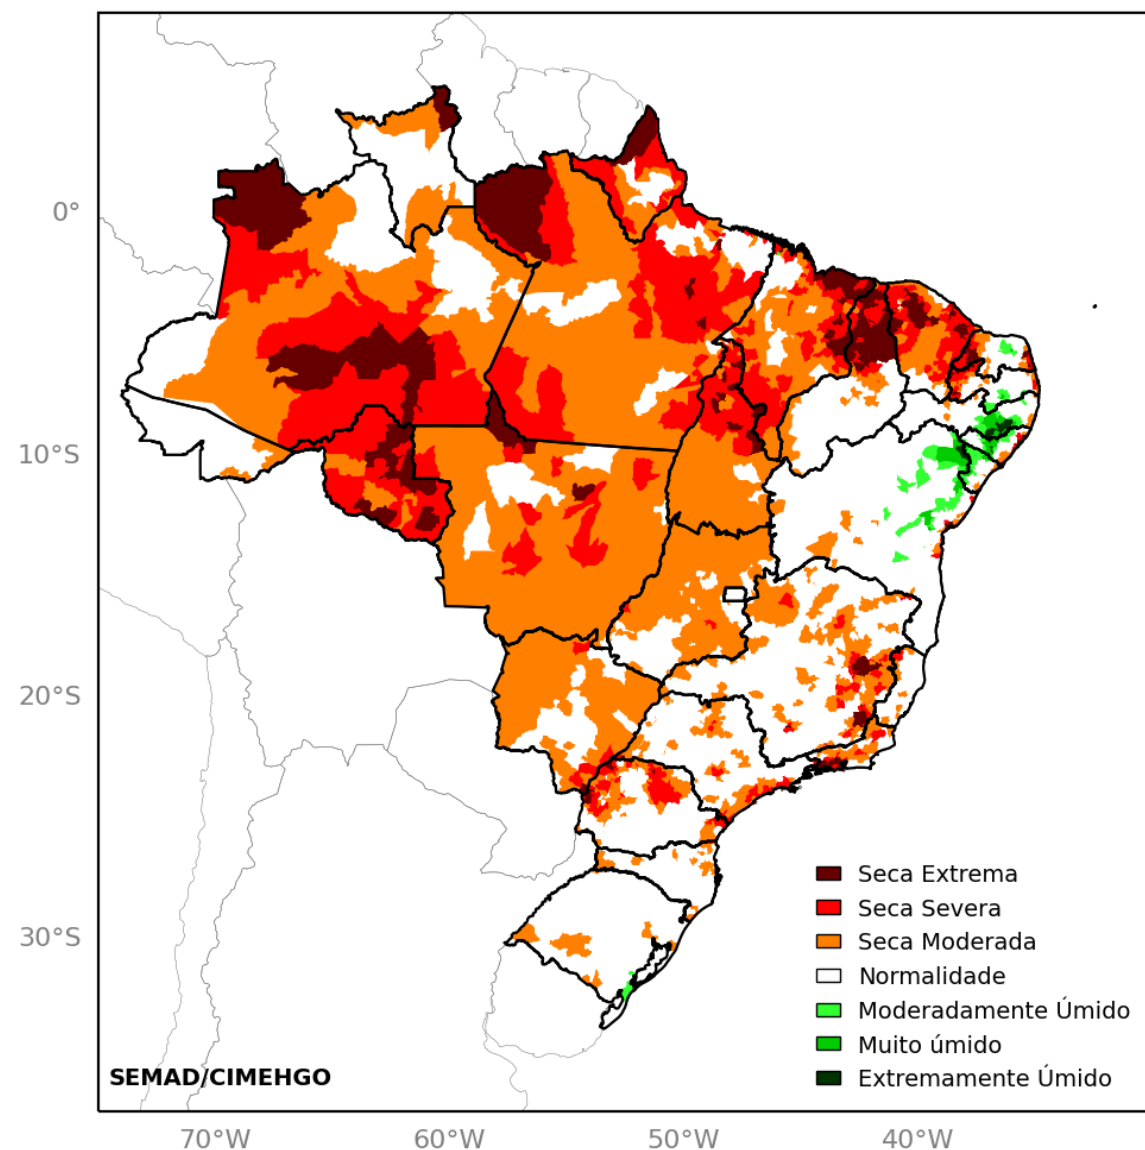 0°
10°S
20°S
30°S
Seca Extrema
Seca Severa
Seca Moderada
Normalidade
Moderadamente Úmido
Muito úmido
Extremamente Úmido
SEMAD/CIMEHGO
70°W
60°W
50°W
40°W